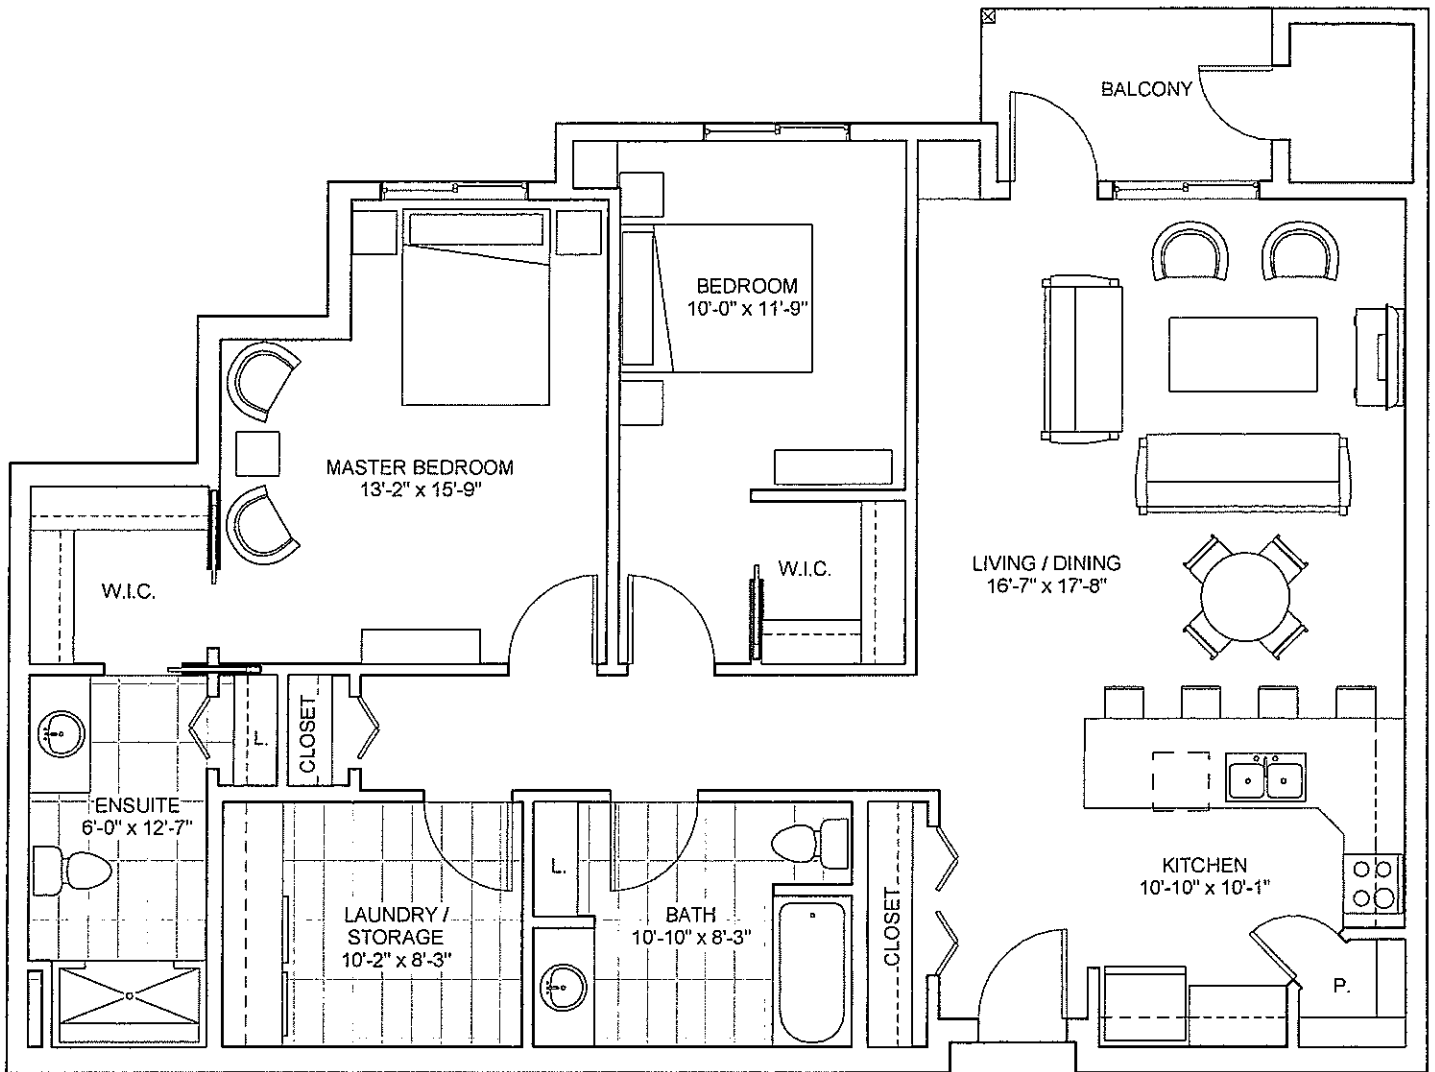 BALCONY
BEDROOM
10'-0" x 11'-9"
MASTER BEDROOM
13'-2" x 15'-9"
W.I.C.
W.I.C.
LIVING / DINING
16'-7" x 17'-8"
L.
CLOSET
ENSUITE
6'-0" x 12'-7"
LAUNDRY /
STORAGE
10'-2" x 8'-3"
L.
BATH
10'-10" x 8'-3"
CLOSET
KITCHEN
10'-10" x 10'-1"
P.